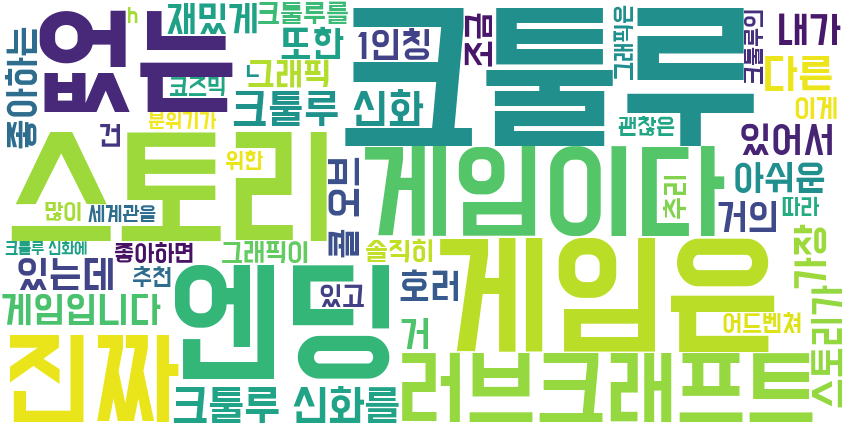 h
재밌게
크툴루를
또한
1인칭
조금
그래픽은
크툴루의
내가
없는
크툴루
좋아하는
코즈믹
그래픽
다른
이게
분위기가
크툴루 신화
괜찮은
건
있어서
스토리
게임이다
위한
콜 오브
추리
아쉬운
많이
세계관을
거의
따라
크툴루 신화에
좋아하면
그래픽이
솔직히
가장
있는데
추천
엔딩
있고
호러
게임은
게임입니다
거
어드벤쳐
스토리가
진짜
크툴루 신화를
러브크래프트